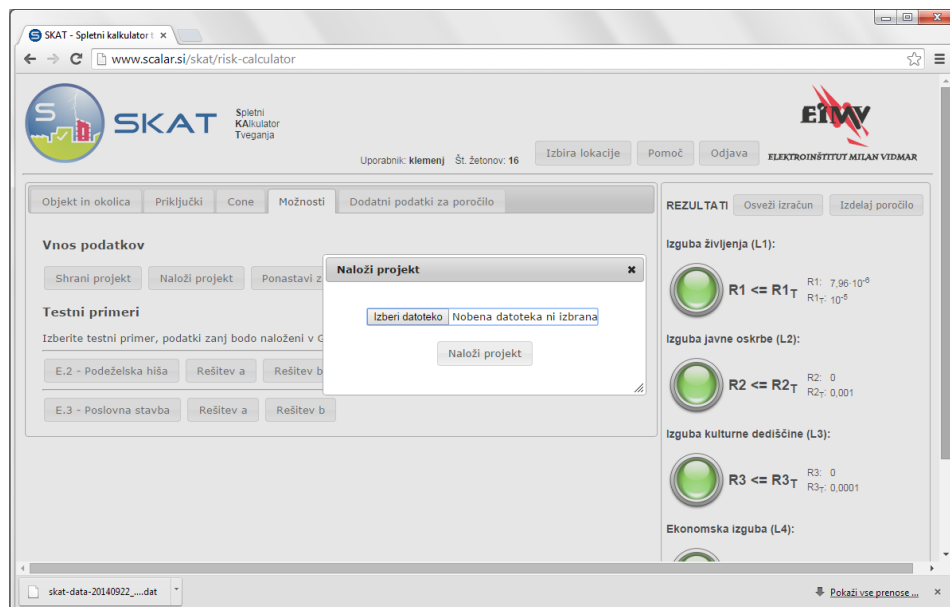 SKAT - Spletni kalkulator t
www.scalar.si/skat/risk-calculator
S
SKAT
Spletni
KAlkulator
Tveganja
EIMV
ELEKTROINŠTITUT MILAN VIDMAR
Uporabnik: klemenj Št. žetonov: 16
Izbira lokacije
Pomoč
Odjava
Objekt in okolica
Priključki
Cone
Možnosti
Dodatni podatki za poročilo
Vnos podatkov
Shrani projekt
Naloži projekt
Ponastavi z
Testni primeri
Izberite testni primer, podatki zanj bodo naloženi v G
E.2 - Podeželska hiša
Rešitev a
Rešitev b
E.3 - Poslovna stavba
Rešitev a
Rešitev b
Naloži projekt
Izberi datoteko Nobena datoteka ni izbrana
Naloži projekt
REZULTATI
Osveži izračun
Izdelaj poročilo
Izguba življenja (L1):
R1 <= R1T
R1: 7,96·10-6
R1T: 10-5
Izguba javne oskrbe (L2):
R2 <= R2T
R2: 0
R2T: 0,001
Izguba kulturne dediščine (L3):
R3 <= R3T
R3: 0
R3T: 0,0001
Ekonomska izguba (L4):
skat-data-20140922_....dat
Pokaži vse prenose ...